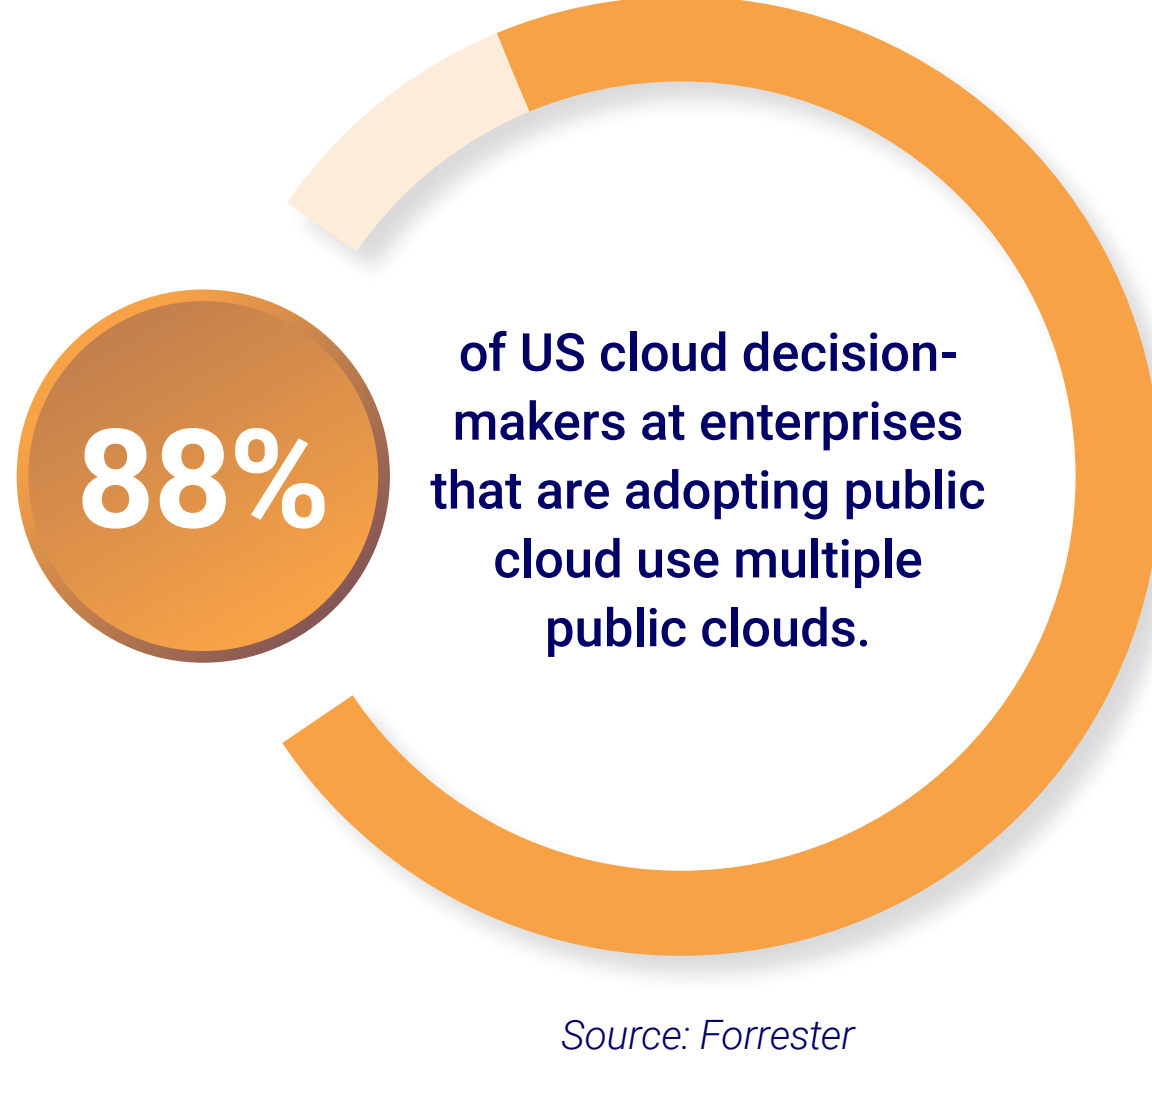 88%
of US cloud decision-
makers at enterprises
that are adopting public
cloud use multiple
public clouds.
Source: Forrester